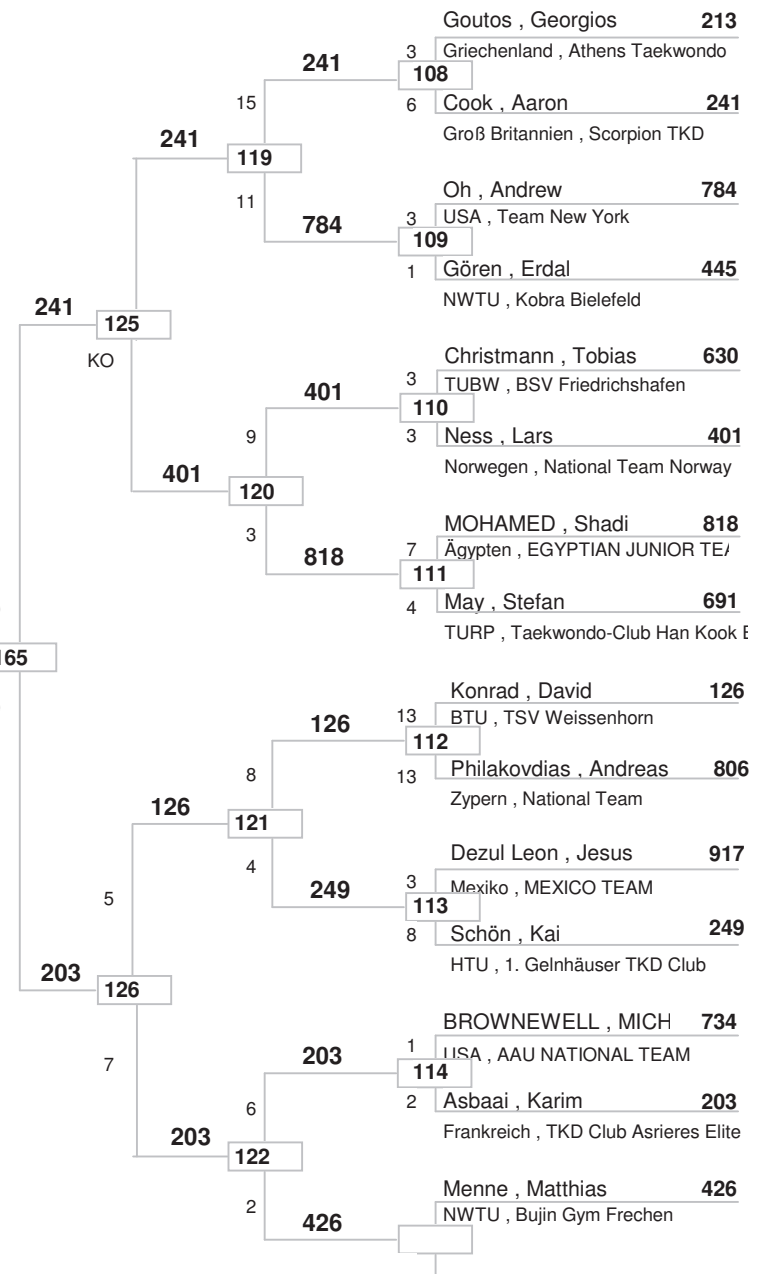 Goutos , Georgios 213
3 Griechenland , Athens Taekwondo
241
108
15 6 Cook , Aaron 241
Groß Britannien , Scorpion TKD
241
119
Oh , Andrew 784
11 3 USA , Team New York
784
109
1 Gören , Erdal 445
NWTU , Kobra Bielefeld
241
125
KO
Christmann , Tobias 630
3 TUBW , BSV Friedrichshafen
401
110
9 3 Ness , Lars 401
Norwegen , National Team Norway
401
120
MOHAMED , Shadi 818
3 7 Ägypten , EGYPTIAN JUNIOR
818
111
4 May , Stefan 691
TURP , Taekwondo-Club Han Kook
165
Konrad , David 126
13 BTU , TSV Weissenhorn
126
112
8 13 Philakovdias , Andreas 806
Zypern , National Team
126
121
Dezul Leon , Jesus 917
4 3 Mexiko , MEXICO TEAM
249
113
5 8 Schön , Kai 249
HTU , 1. Gelnhäuser TKD Club
203
126
BROWNEWELL , MICH 734
7 1 USA , AAU NATIONAL TEAM
203
114
6 2 Asbaai , Karim 203
Frankreich , TKD Club Asrieres Elite
203
122
Menne , Matthias 426
2 NWTU , Bujin Gym Frechen
426